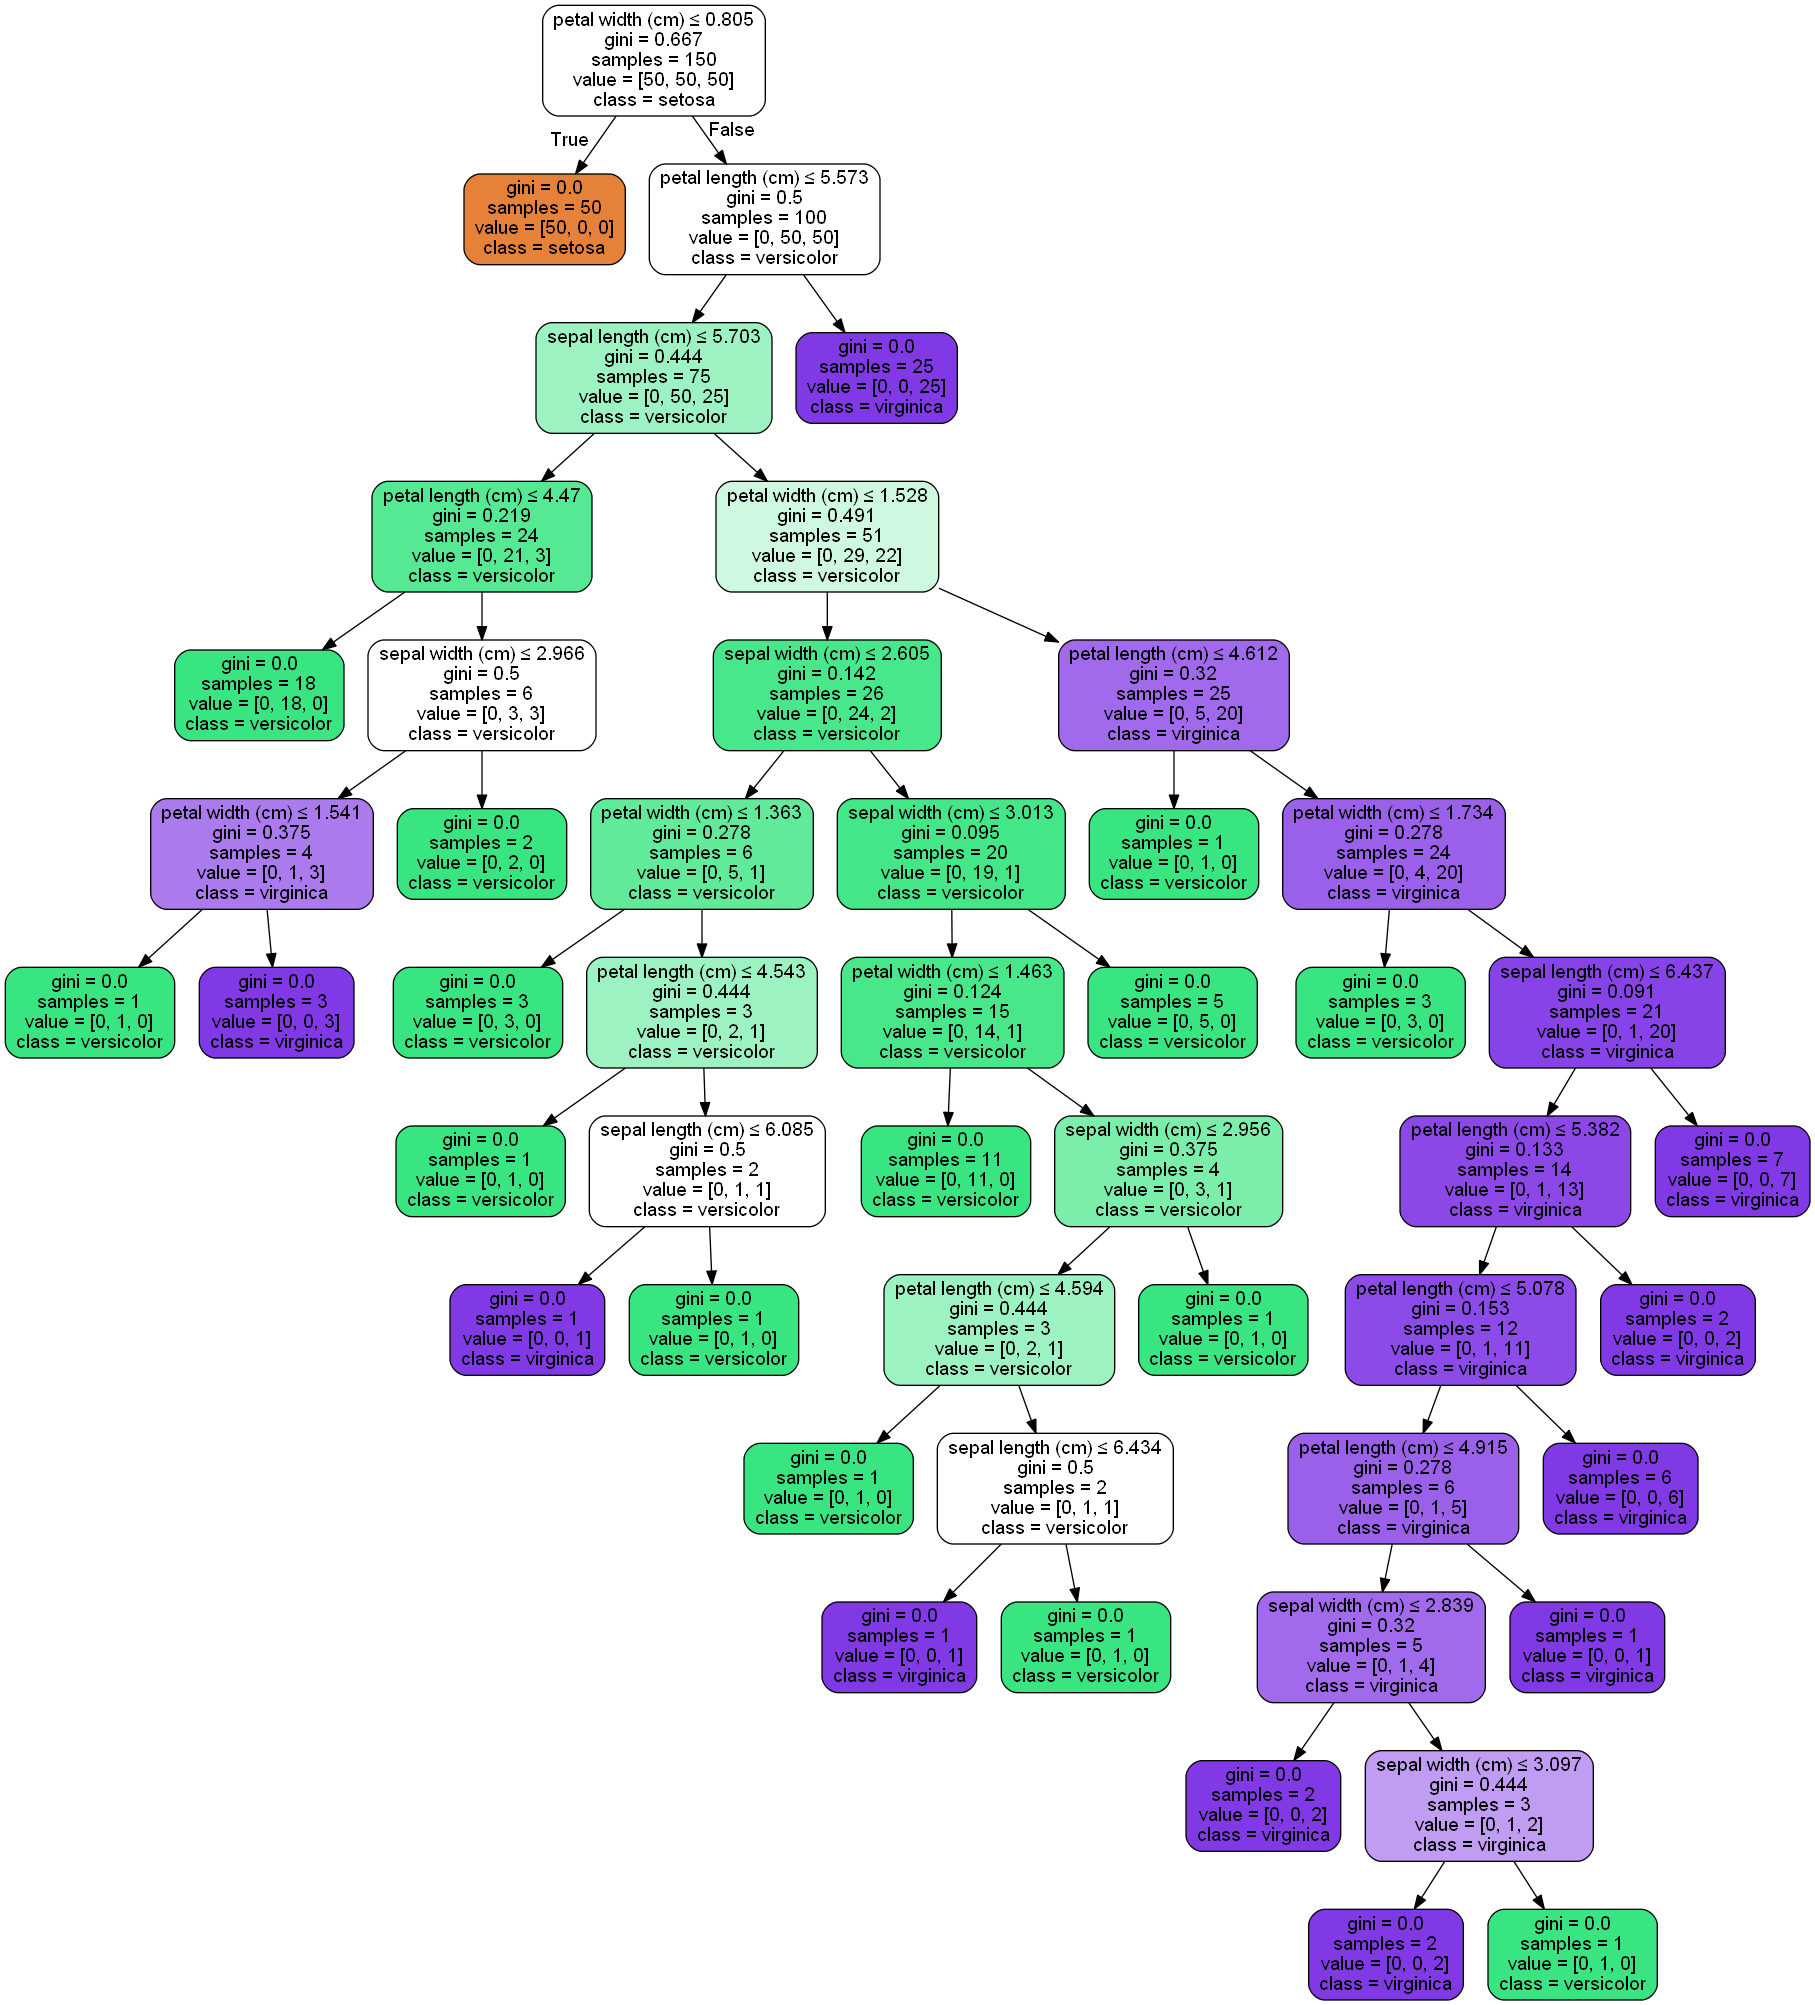 petal width (cm) ≤ 0.805
gini = 0.667
samples = 150
value = [50, 50, 50]
class = setosa
True
False
gini = 0.0
samples = 50
value = [50, 0, 0]
class = setosa
petal length (cm) ≤ 5.573
gini = 0.5
samples = 100
value = [0, 50, 50]
class = versicolor
sepal length (cm) ≤ 5.703
gini = 0.444
samples = 75
value = [0, 50, 25]
class = versicolor
gini = 0.0
samples = 25
value = [0, 0, 25]
class = virginica
petal length (cm) ≤ 4.47
gini = 0.219
samples = 24
value = [0, 21, 3]
class = versicolor
petal width (cm) ≤ 1.528
gini = 0.491
samples = 51
value = [0, 29, 22]
class = versicolor
gini = 0.0
samples = 18
value = [0, 18, 0]
class = versicolor
sepal width (cm) ≤ 2.966
gini = 0.5
samples = 6
value = [0, 3, 3]
class = versicolor
sepal width (cm) ≤ 2.605
gini = 0.142
samples = 26
value = [0, 24, 2]
class = versicolor
petal length (cm) ≤ 4.612
gini = 0.32
samples = 25
value = [0, 5, 20]
class = virginica
petal width (cm) ≤ 1.541
gini = 0.375
samples = 4
value = [0, 1, 3]
class = virginica
gini = 0.0
samples = 2
value = [0, 2, 0]
class = versicolor
petal width (cm) ≤ 1.363
gini = 0.278
samples = 6
value = [0, 5, 1]
class = versicolor
sepal width (cm) ≤ 3.013
gini = 0.095
samples = 20
value = [0, 19, 1]
class = versicolor
gini = 0.0
samples = 1
value = [0, 1, 0]
class = versicolor
petal width (cm) ≤ 1.734
gini = 0.278
samples = 24
value = [0, 4, 20]
class = virginica
gini = 0.0
samples = 1
value = [0, 1, 0]
class = versicolor
gini = 0.0
samples = 3
value = [0, 0, 3]
class = virginica
gini = 0.0
samples = 3
value = [0, 3, 0]
class = versicolor
petal length (cm) ≤ 4.543
gini = 0.444
samples = 3
value = [0, 2, 1]
class = versicolor
petal width (cm) ≤ 1.463
gini = 0.124
samples = 15
value = [0, 14, 1]
class = versicolor
gini = 0.0
samples = 5
value = [0, 5, 0]
class = versicolor
gini = 0.0
samples = 3
value = [0, 3, 0]
class = versicolor
sepal length (cm) ≤ 6.437
gini = 0.091
samples = 21
value = [0, 1, 20]
class = virginica
gini = 0.0
samples = 1
value = [0, 1, 0]
class = versicolor
sepal length (cm) ≤ 6.085
gini = 0.5
samples = 2
value = [0, 1, 1]
class = versicolor
gini = 0.0
samples = 11
value = [0, 11, 0]
class = versicolor
sepal width (cm) ≤ 2.956
gini = 0.375
samples = 4
value = [0, 3, 1]
class = versicolor
petal length (cm) ≤ 5.382
gini = 0.133
samples = 14
value = [0, 1, 13]
class = virginica
gini = 0.0
samples = 7
value = [0, 0, 7]
class = virginica
gini = 0.0
samples = 1
value = [0, 0, 1]
class = virginica
gini = 0.0
samples = 1
value = [0, 1, 0]
class = versicolor
petal length (cm) ≤ 4.594
gini = 0.444
samples = 3
value = [0, 2, 1]
class = versicolor
gini = 0.0
samples = 1
value = [0, 1, 0]
class = versicolor
petal length (cm) ≤ 5.078
gini = 0.153
samples = 12
value = [0, 1, 11]
class = virginica
gini = 0.0
samples = 2
value = [0, 0, 2]
class = virginica
gini = 0.0
samples = 1
value = [0, 1, 0]
class = versicolor
sepal length (cm) ≤ 6.434
gini = 0.5
samples = 2
value = [0, 1, 1]
class = versicolor
petal length (cm) ≤ 4.915
gini = 0.278
samples = 6
value = [0, 1, 5]
class = virginica
gini = 0.0
samples = 6
value = [0, 0, 6]
class = virginica
gini = 0.0
samples = 1
value = [0, 0, 1]
class = virginica
gini = 0.0
samples = 1
value = [0, 1, 0]
class = versicolor
sepal width (cm) ≤ 2.839
gini = 0.32
samples = 5
value = [0, 1, 4]
class = virginica
gini = 0.0
samples = 1
value = [0, 0, 1]
class = virginica
gini = 0.0
samples = 2
value = [0, 0, 2]
class = virginica
sepal width (cm) ≤ 3.097
gini = 0.444
samples = 3
value = [0, 1, 2]
class = virginica
gini = 0.0
samples = 2
value = [0, 0, 2]
class = virginica
gini = 0.0
samples = 1
value = [0, 1, 0]
class = versicolor